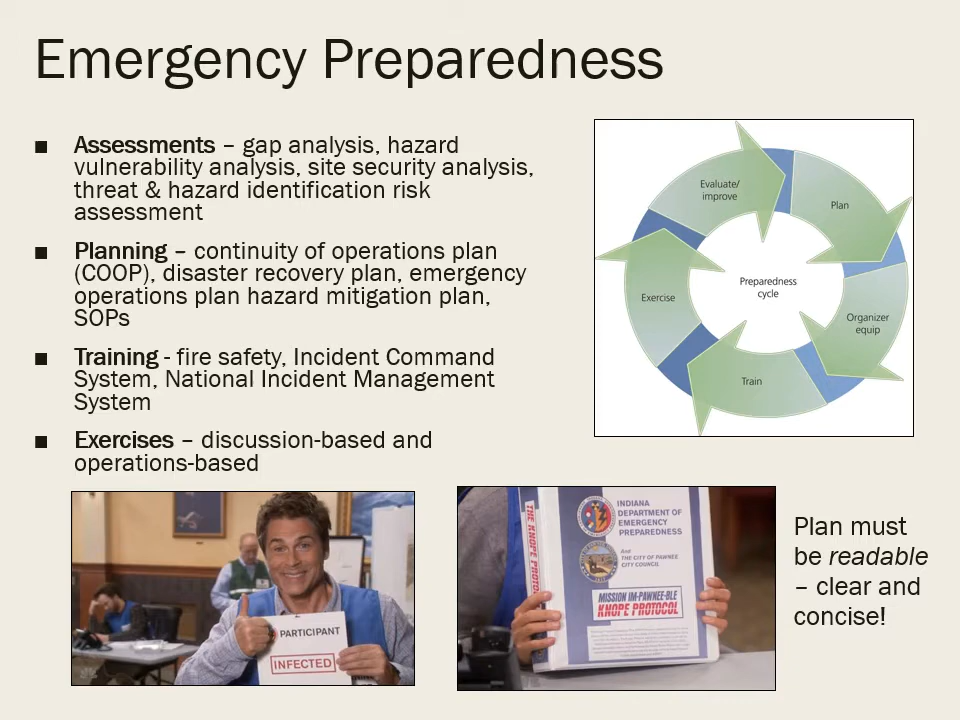 Emergency Preparedness
■ Assessments – gap analysis, hazard
vulnerability analysis, site security analysis,
threat & hazard identification risk
assessment
■ Planning – continuity of operations plan
(COOP), disaster recovery plan, emergency
operations plan hazard mitigation plan,
SOPs
■ Training - fire safety, Incident Command
System, National Incident Management
System
■ Exercises – discussion-based and
operations-based
Evaluate/
improve
Plan
Preparedness
cycle
Exercise
Organizer
equip
Train
PARTICIPANT
INFECTED
INDIANA
DEPARTMENT OF
EMERGENCY
PREPAREDNESS
And
THE CITY OF PAWNEE
CITY COUNCIL
MISSION IM-PAWNEE-BLE
KNOPE PROTOCOL
Plan must
be readable
– clear and
concise!